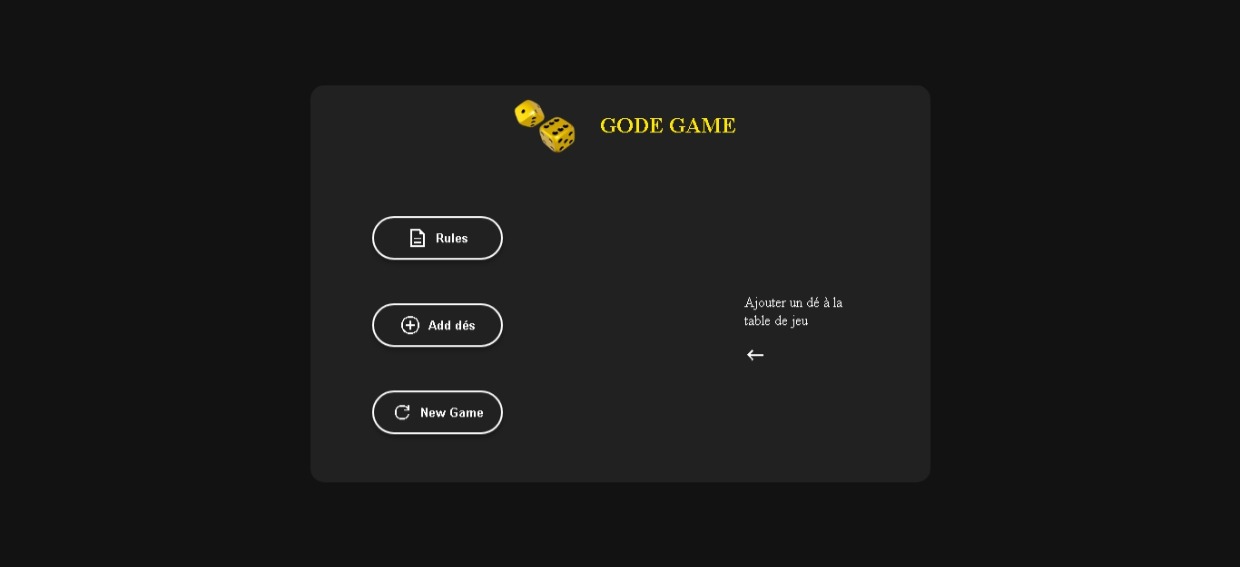 GODE GAME
Rules
Add dés
New Game
Ajouter un dé à la
table de jeu